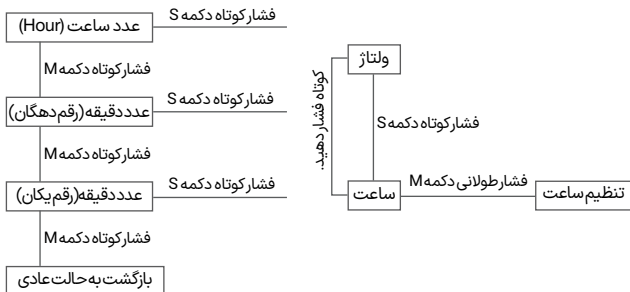 ولتاژ
کوتاه فشار دهید.
فشار کوتاه دکمه S
ساعت
فشار طولانی دکمه M
تنظیم ساعت
عدد ساعت (Hour)
فشار کوتاه دکمه S
فشار کوتاه دکمه M
عدد دقیقه (رقم دهگان)
فشار کوتاه دکمه S
فشار کوتاه دکمه M
عدد دقیقه (رقم یکان)
فشار کوتاه دکمه S
فشار کوتاه دکمه M
بازگشت به حالت عادی